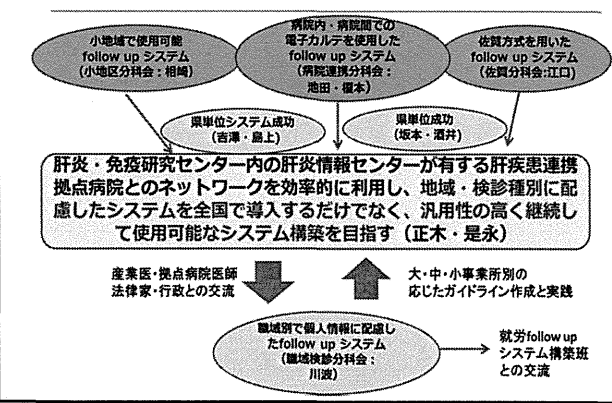 小地域で使用可能
follow up システム
(小地区分科会：相崎)
病院内・病院間での
電子カルテを使用した
follow up システム
(病院連携分科会：
池田・榎本)
佐賀方式を用いた
follow up システム
(佐賀分科会:江口)
県単位システム成功
(吉澤・島上)
県単位成功
(坂本・酒井)
肝炎・免疫研究センター内の肝炎情報センターが有する肝疾患連携
拠点病院とのネットワークを効率的に利用し、地域・検診種別に配
慮したシステムを全国で導入するだけでなく、汎用性の高く継続し
て使用可能なシステム構築を目指す（正木・是永）
産業医・拠点病院医師
法律家・行政との交流
大・中・小事業所別の
応じたガイドライン作成と実践
職域別で個人情報に配慮し
たfollow up システム
(職域検診分科会：
川波)
就労follow up
システム構築班
との交流